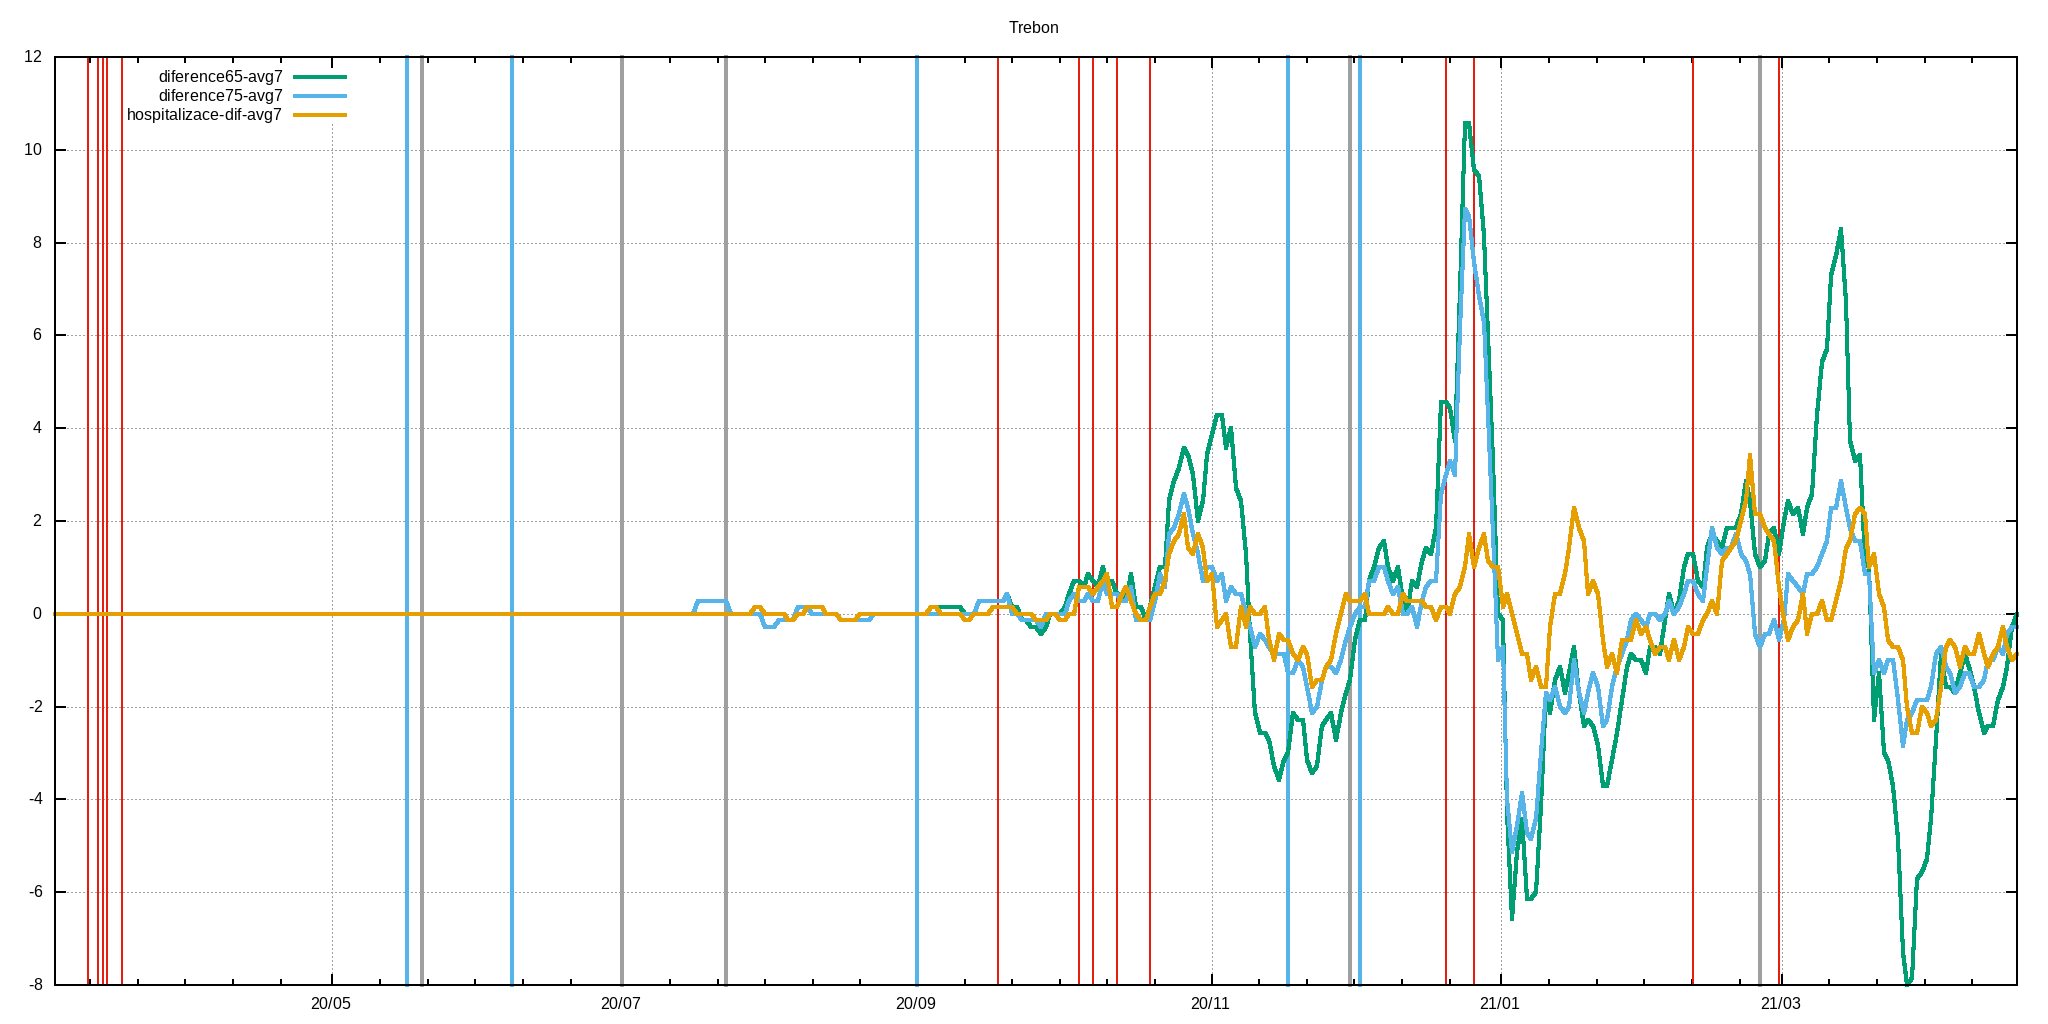 Trebon
12
diference65-avg7
diference75-avg7
hospitalizace-dif-avg7
10
8
6
4
2
0
-2
-4
-6
-8
20/05 20/07 20/09 20/11 21/01 21/03